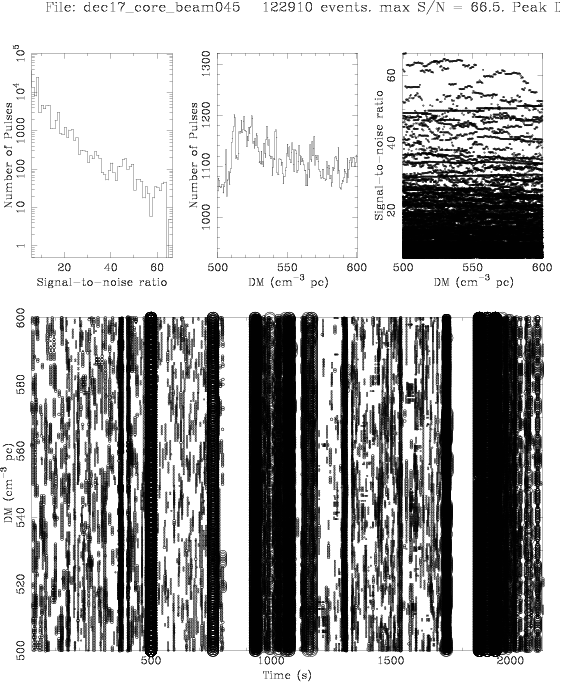 File: dec17_core_beam045 122910 events. max S/N = 66.5. Peak D
Number of Pulses
1 10 100 1000 10^4 10^5
20 40 60
Signal-to-noise ratio
Number of Pulses
1000 1100 1200 1300
500 550 600
DM (cm^-3 pc)
Signal-to-noise ratio
20 40 60
500 550 600
DM (cm^-3 pc)
DM (cm^-3 pc)
500 520 540 560 580 600
500 1000 1500 2000
Time (s)